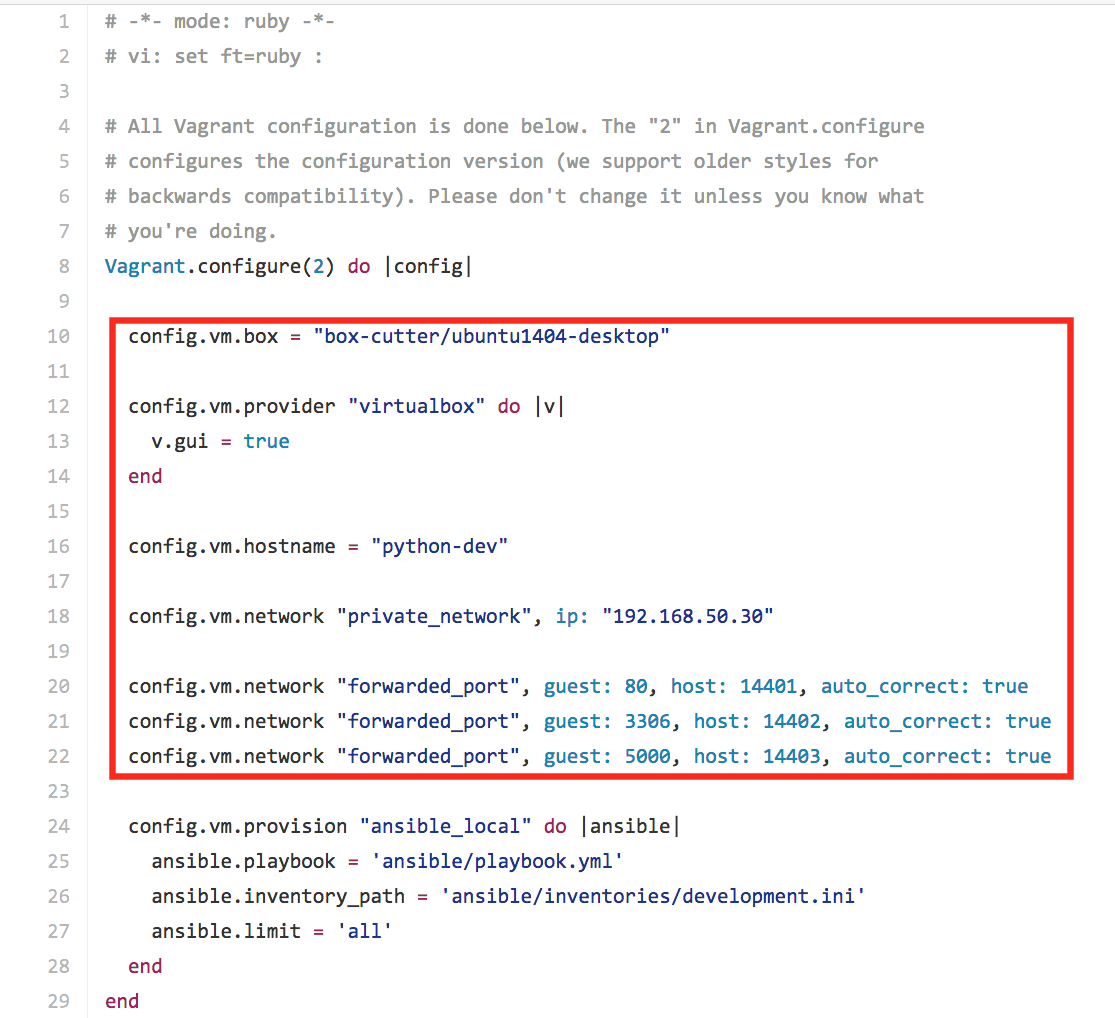 1 # -*- mode: ruby -*-
2 # vi: set ft=ruby :
3
4 # All Vagrant configuration is done below. The "2" in Vagrant.configure
5 # configures the configuration version (we support older styles for
6 # backwards compatibility). Please don't change it unless you know what
7 # you're doing.
8 Vagrant.configure(2) do |config|
9
10   config.vm.box = "box-cutter/ubuntu1404-desktop"
11
12   config.vm.provider "virtualbox" do |v|
13     v.gui = true
14   end
15
16   config.vm.hostname = "python-dev"
17
18   config.vm.network "private_network", ip: "192.168.50.30"
19
20   config.vm.network "forwarded_port", guest: 80, host: 14401, auto_correct: true
21   config.vm.network "forwarded_port", guest: 3306, host: 14402, auto_correct: true
22   config.vm.network "forwarded_port", guest: 5000, host: 14403, auto_correct: true
23
24   config.vm.provision "ansible_local" do |ansible|
25     ansible.playbook = 'ansible/playbook.yml'
26     ansible.inventory_path = 'ansible/inventories/development.ini'
27     ansible.limit = 'all'
28   end
29 end